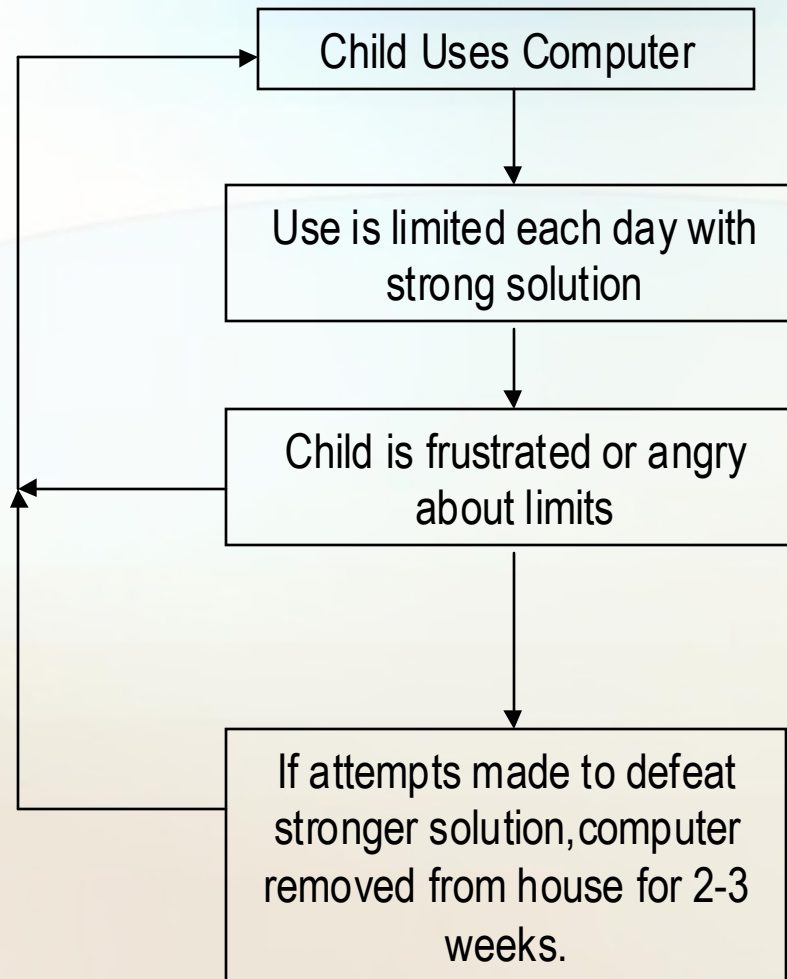 Child Uses Computer
Use is limited each day with
strong solution
Child is frustrated or angry
about limits
If attempts made to defeat
stronger solution,computer
removed from house for 2-3
weeks.